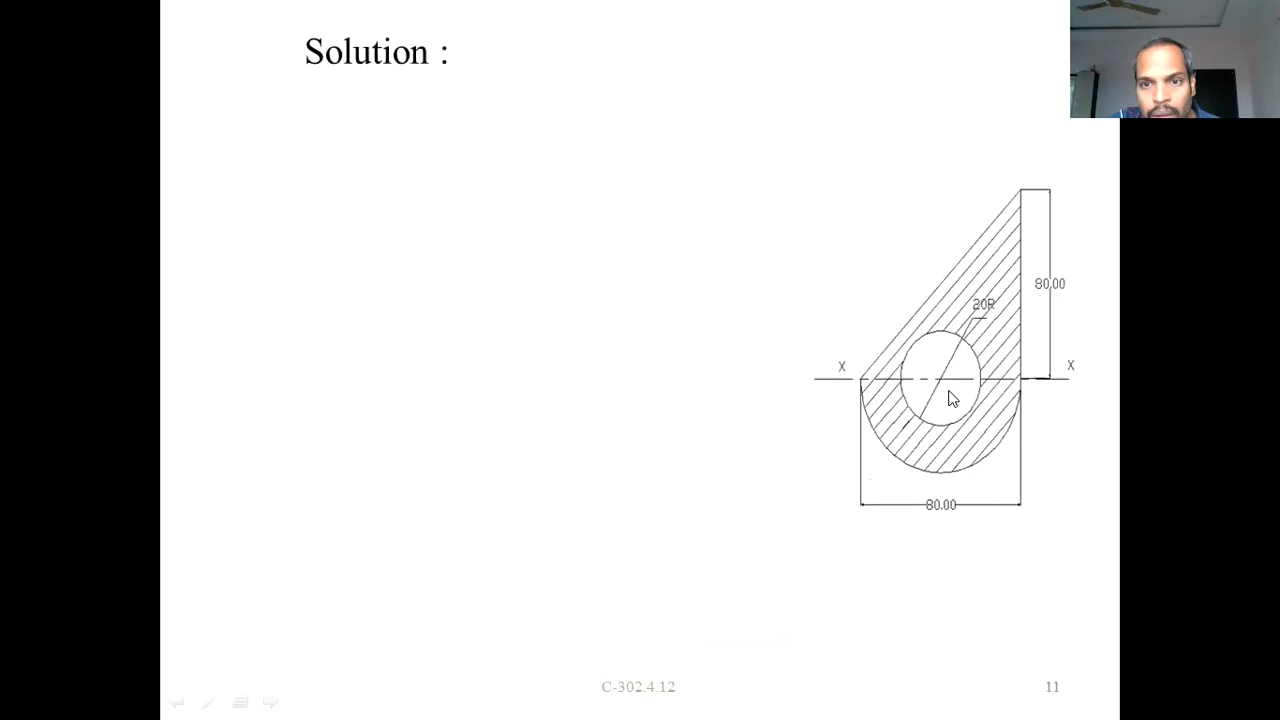 Solution :
80.00
20R
X
X
80.00
C-302.4.12
11